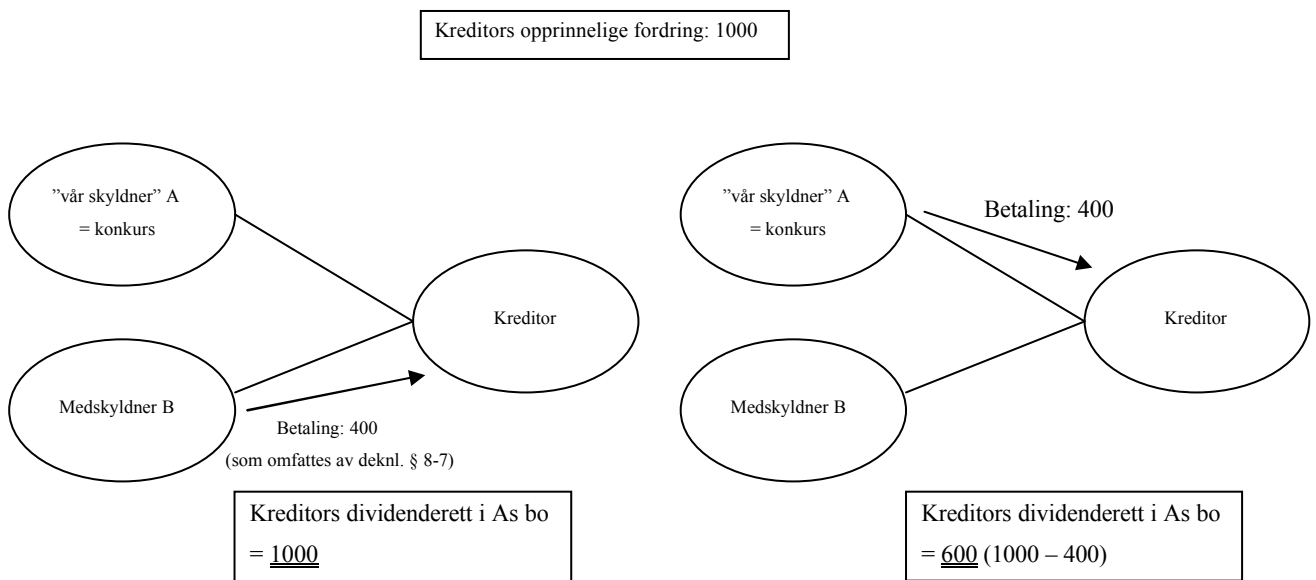 Kreditors opprinnelige fordring: 1000
”vår skyldner” A
= konkurs
Kreditor
Medskyldner B
Betaling: 400
(som omfattes av deknl. § 8-7)
Kreditors dividenderett i As bo
= 1000
”vår skyldner” A
= konkurs
Betaling: 400
Kreditor
Medskyldner B
Kreditors dividenderett i As bo
= 600 (1000 – 400)